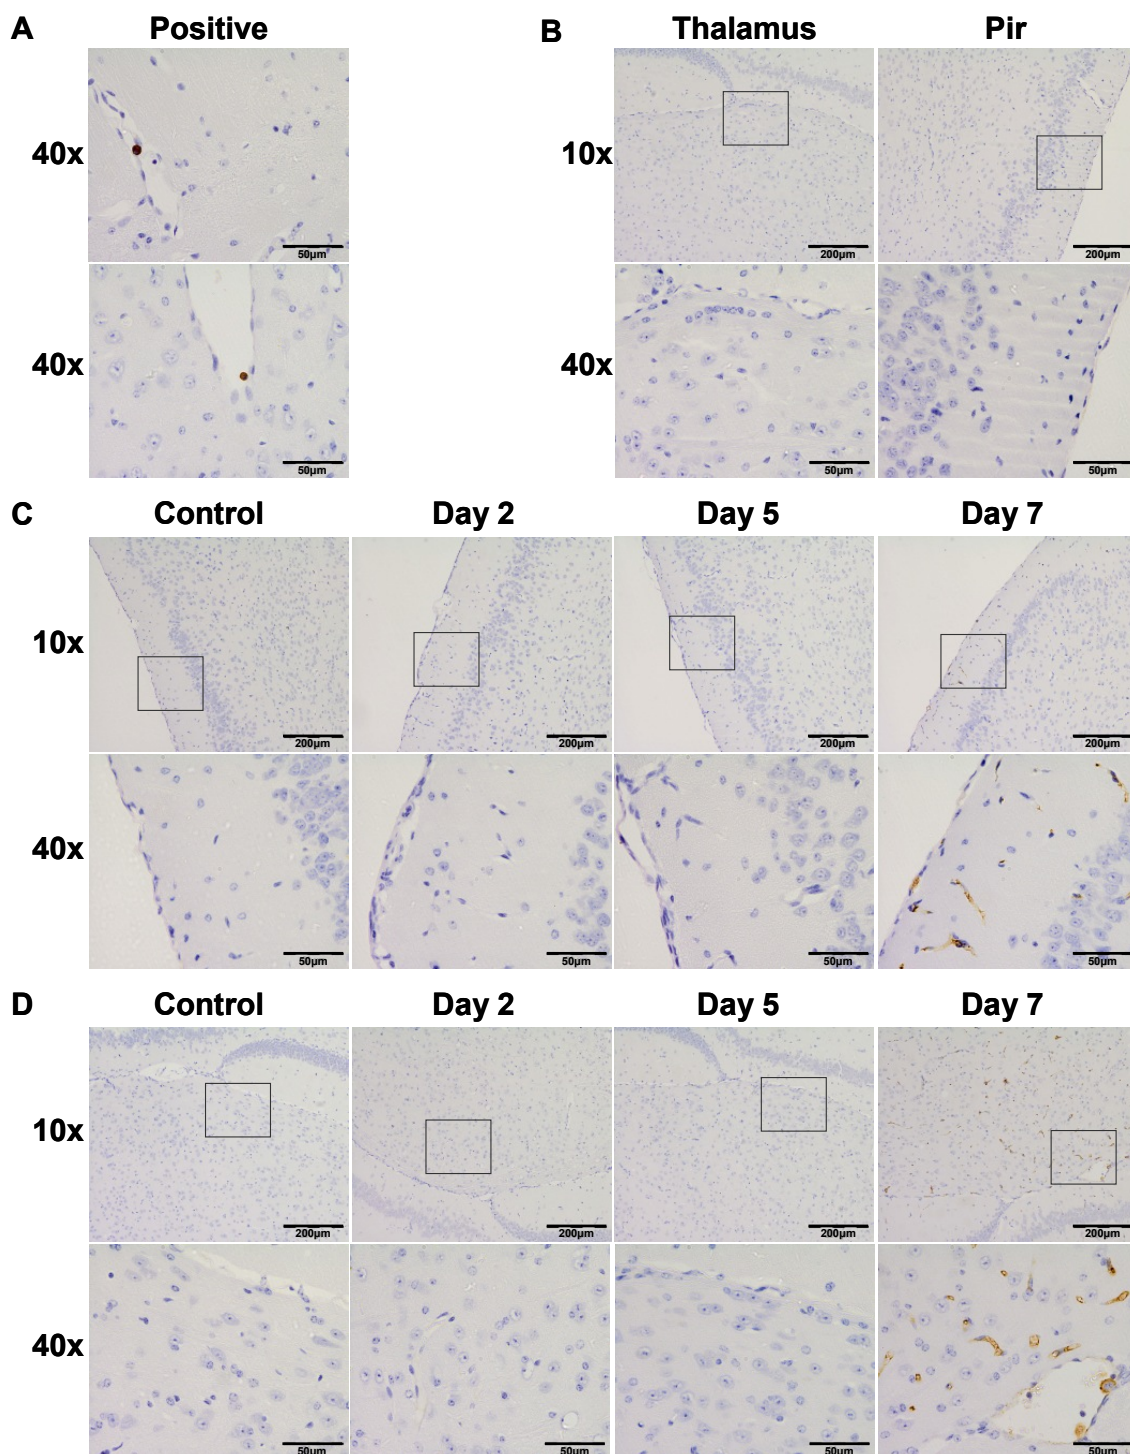 A Positive B Thalamus Pir
40x 10x
50µm 200µm 200µm
40x 40x
50µm 50µm 50µm
C Control Day 2 Day 5 Day 7
10x
200µm 200µm 200µm 200µm
40x
50µm 50µm 50µm 50µm
D Control Day 2 Day 5 Day 7
10x
200µm 200µm 200µm 200µm
40x
50µm 50µm 50µm 50µm